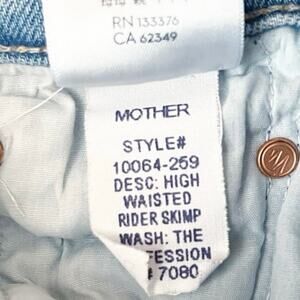 RN 133376
CA 62349
MOTHER
STYLE#
10064-259
DESC: HIGH
WAISTED
RIDER SKIMP
WASH: THE
FESSION
# 7080